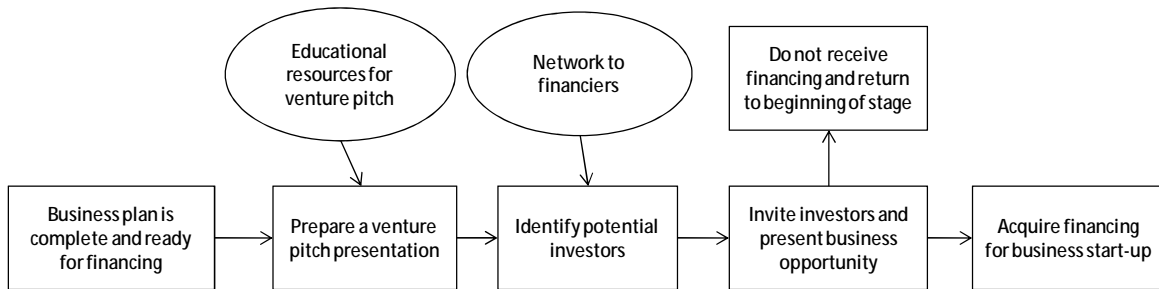 Educational
resources for
venture pitch
Network to
financiers
Do not receive
financing and return
to beginning of stage
Business plan is
complete and ready
for financing
Prepare a venture
pitch presentation
Identify potential
investors
Invite investors and
present business
opportunity
Acquire financing
for business start-up